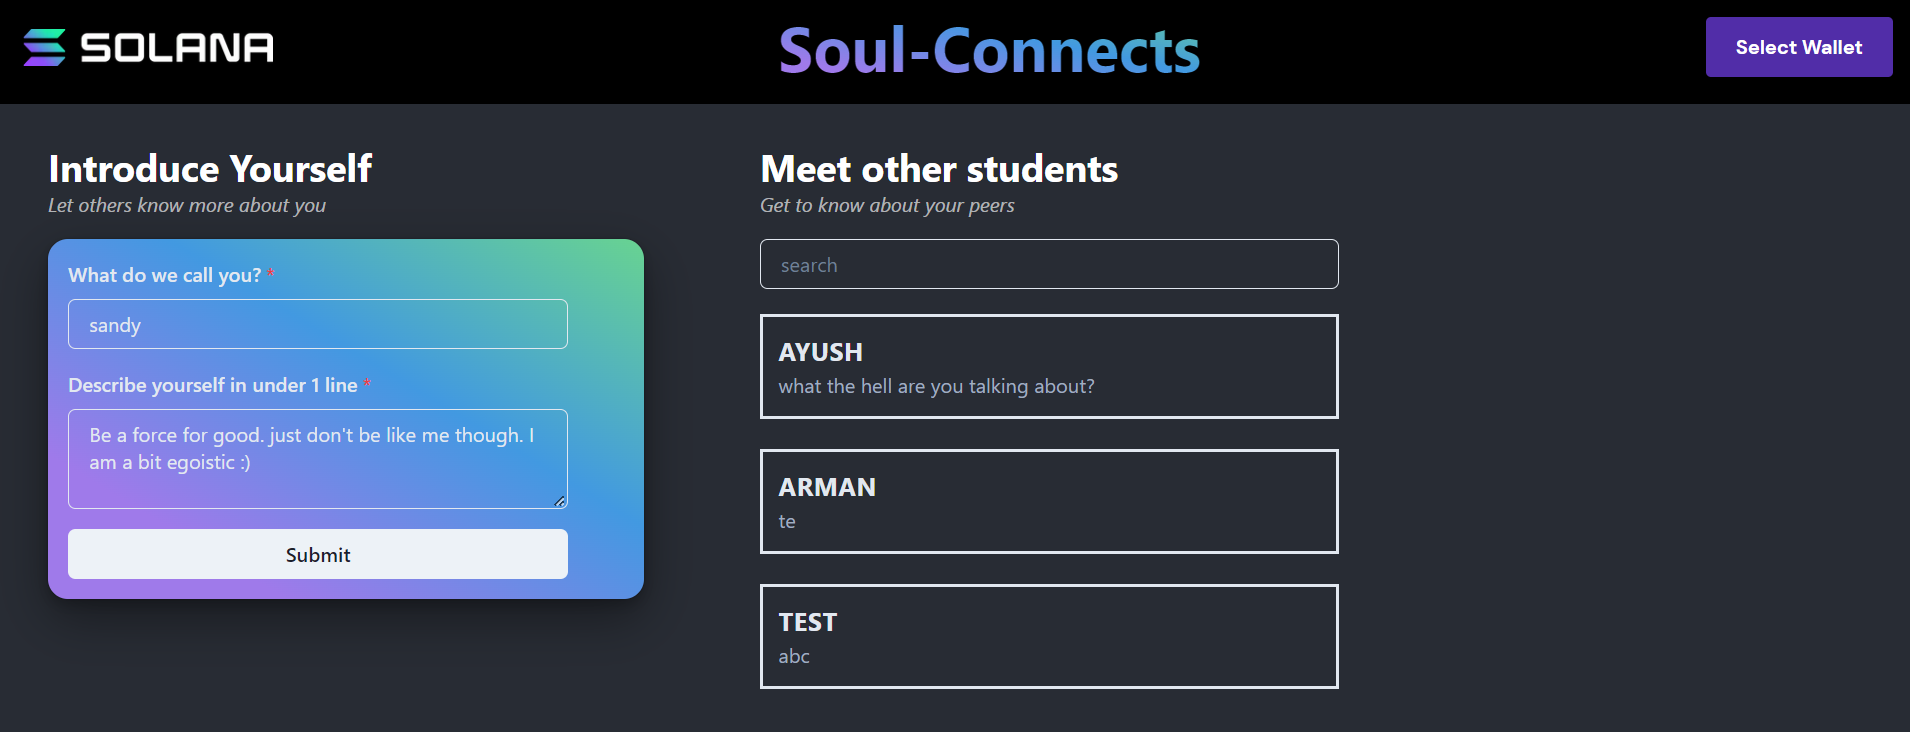 SOLANA
Soul-Connects
Select Wallet
Introduce Yourself
Let others know more about you
What do we call you? *
sandy
Describe yourself in under 1 line *
Be a force for good. just don't be like me though. I
am a bit egoistic :)
Submit
Meet other students
Get to know about your peers
search
AYUSH
what the hell are you talking about?
ARMAN
te
TEST
abc